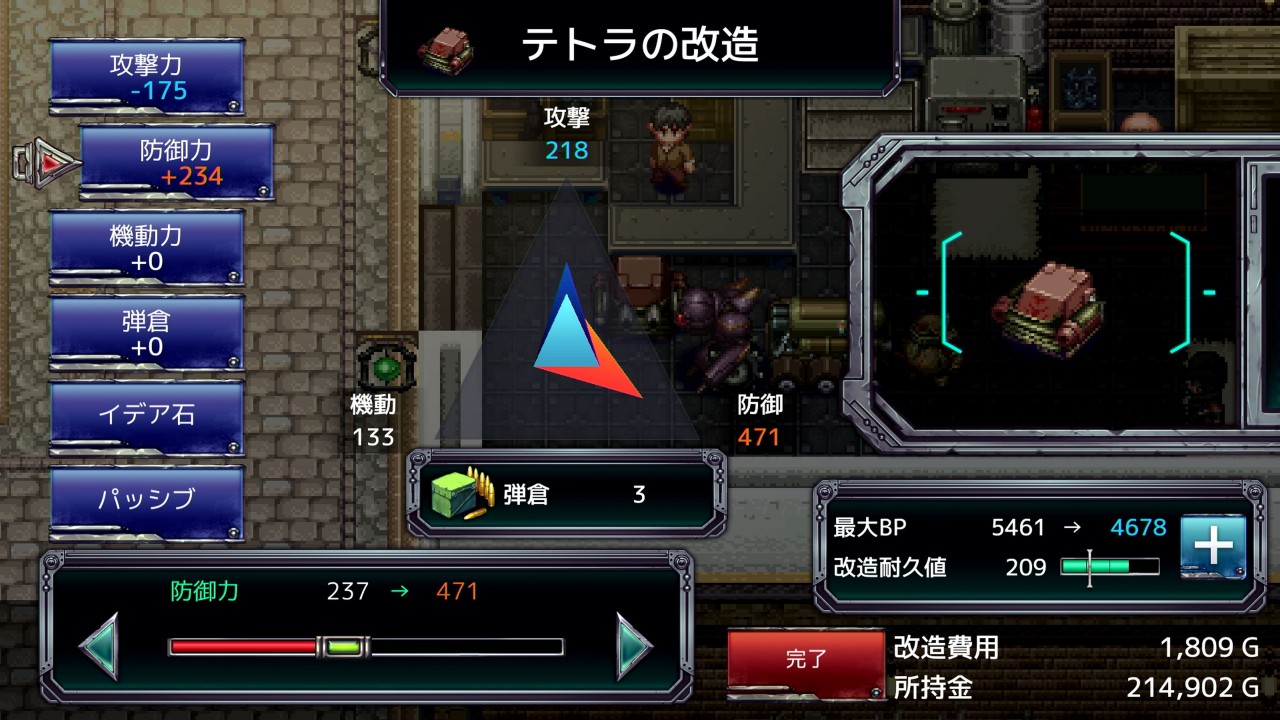 テトラの改造
攻撃力
-175
防御力
+234
機動力
+0
弾倉
+0
イデア石
パッシブ
攻撃
218
機動
133
防御
471
弾倉 3
防御力 237 → 471
最大BP 5461 → 4678
改造耐久値 209
完了
改造費用 1,809 G
所持金 214,902 G